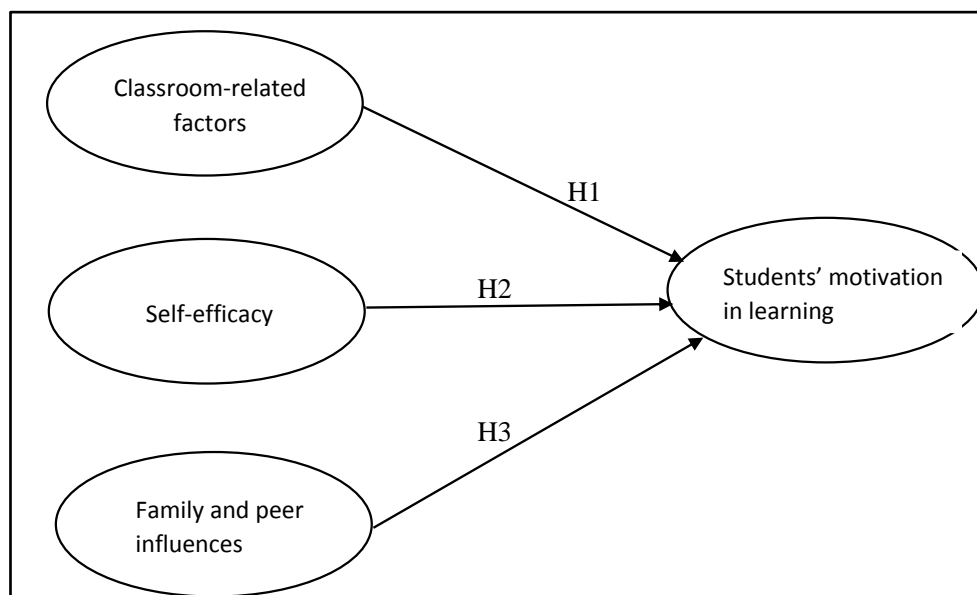 Classroom-related
factors
H1
Self-efficacy
H2
Students’ motivation
in learning
H3
Family and peer
influences